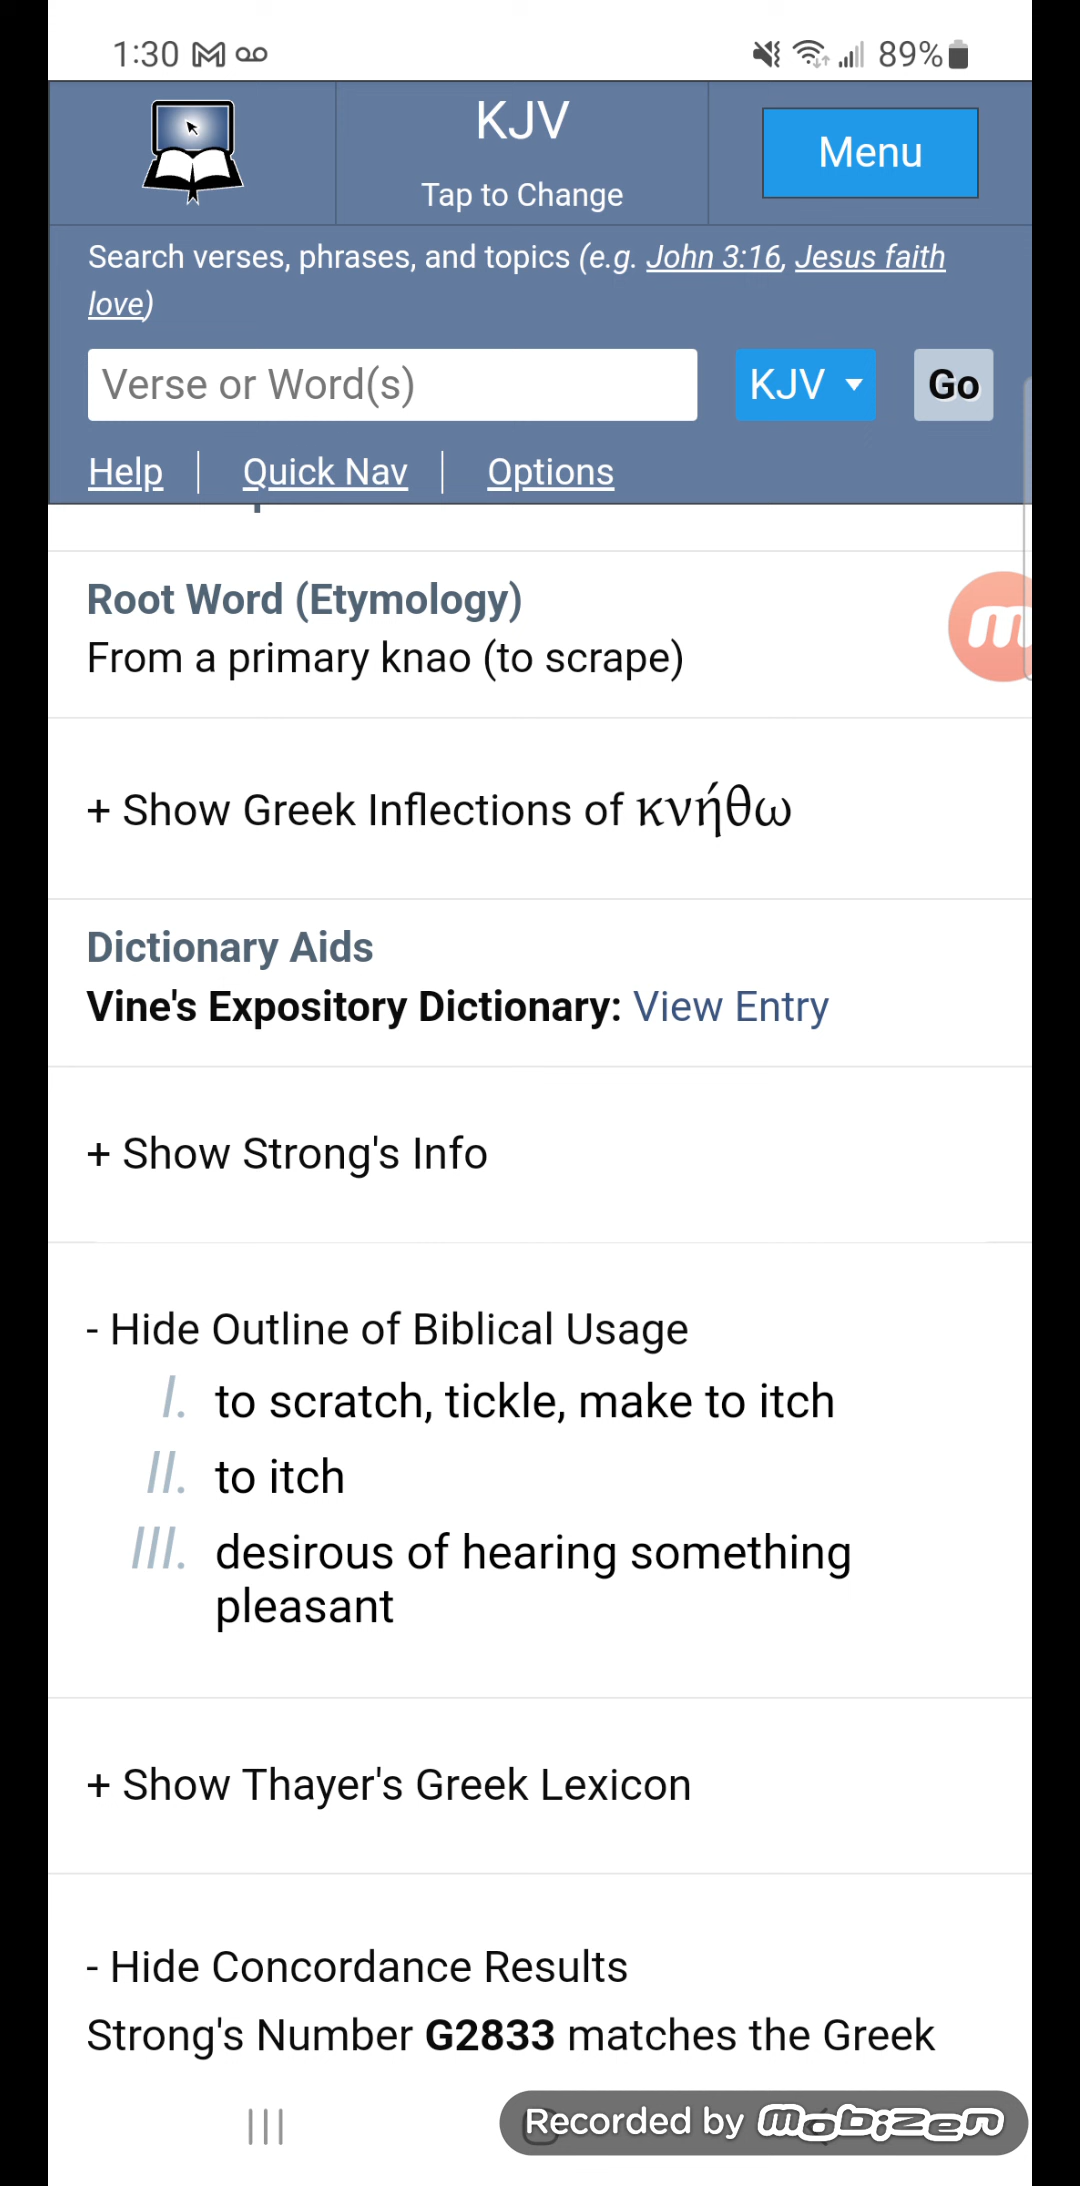 1:30
89%
KJV
Tap to Change
Menu
Search verses, phrases, and topics (e.g. John 3:16, Jesus faith
love)
Verse or Word(s)
KJV
Go
Help
Quick Nav
Options
Root Word (Etymology)
From a primary knao (to scrape)
m
+ Show Greek Inflections of κνήθω
Dictionary Aids
Vine's Expository Dictionary: View Entry
+ Show Strong's Info
- Hide Outline of Biblical Usage
I. to scratch, tickle, make to itch
II. to itch
III. desirous of hearing something
pleasant
+ Show Thayer's Greek Lexicon
- Hide Concordance Results
Strong's Number G2833 matches the Greek
Recorded by mobizen